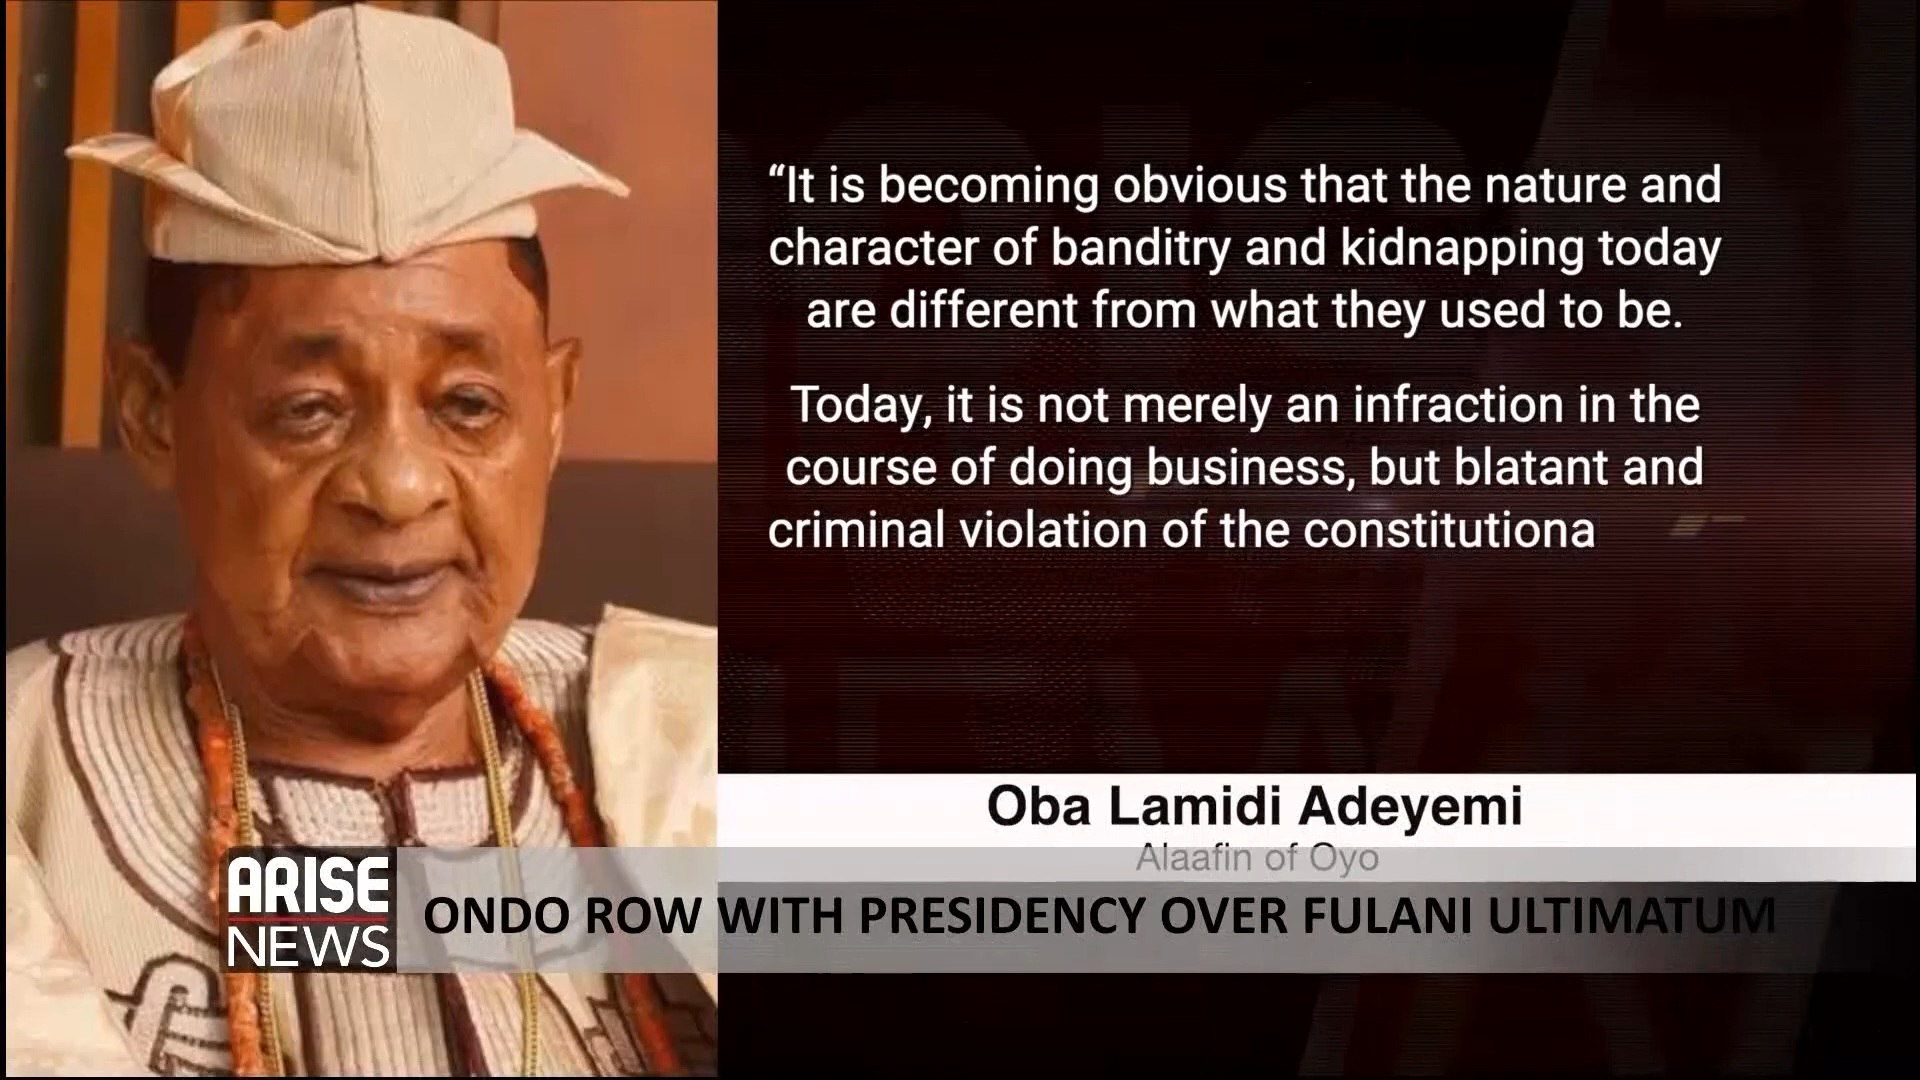 “It is becoming obvious that the nature and
character of banditry and kidnapping today
are different from what they used to be.
Today, it is not merely an infraction in the
course of doing business, but blatant and
criminal violation of the constitutiona
Oba Lamidi Adeyemi
Alaafin of Oyo
ARISE
NEWS
ONDO ROW WITH PRESIDENCY OVER FULANI ULTIMATUM